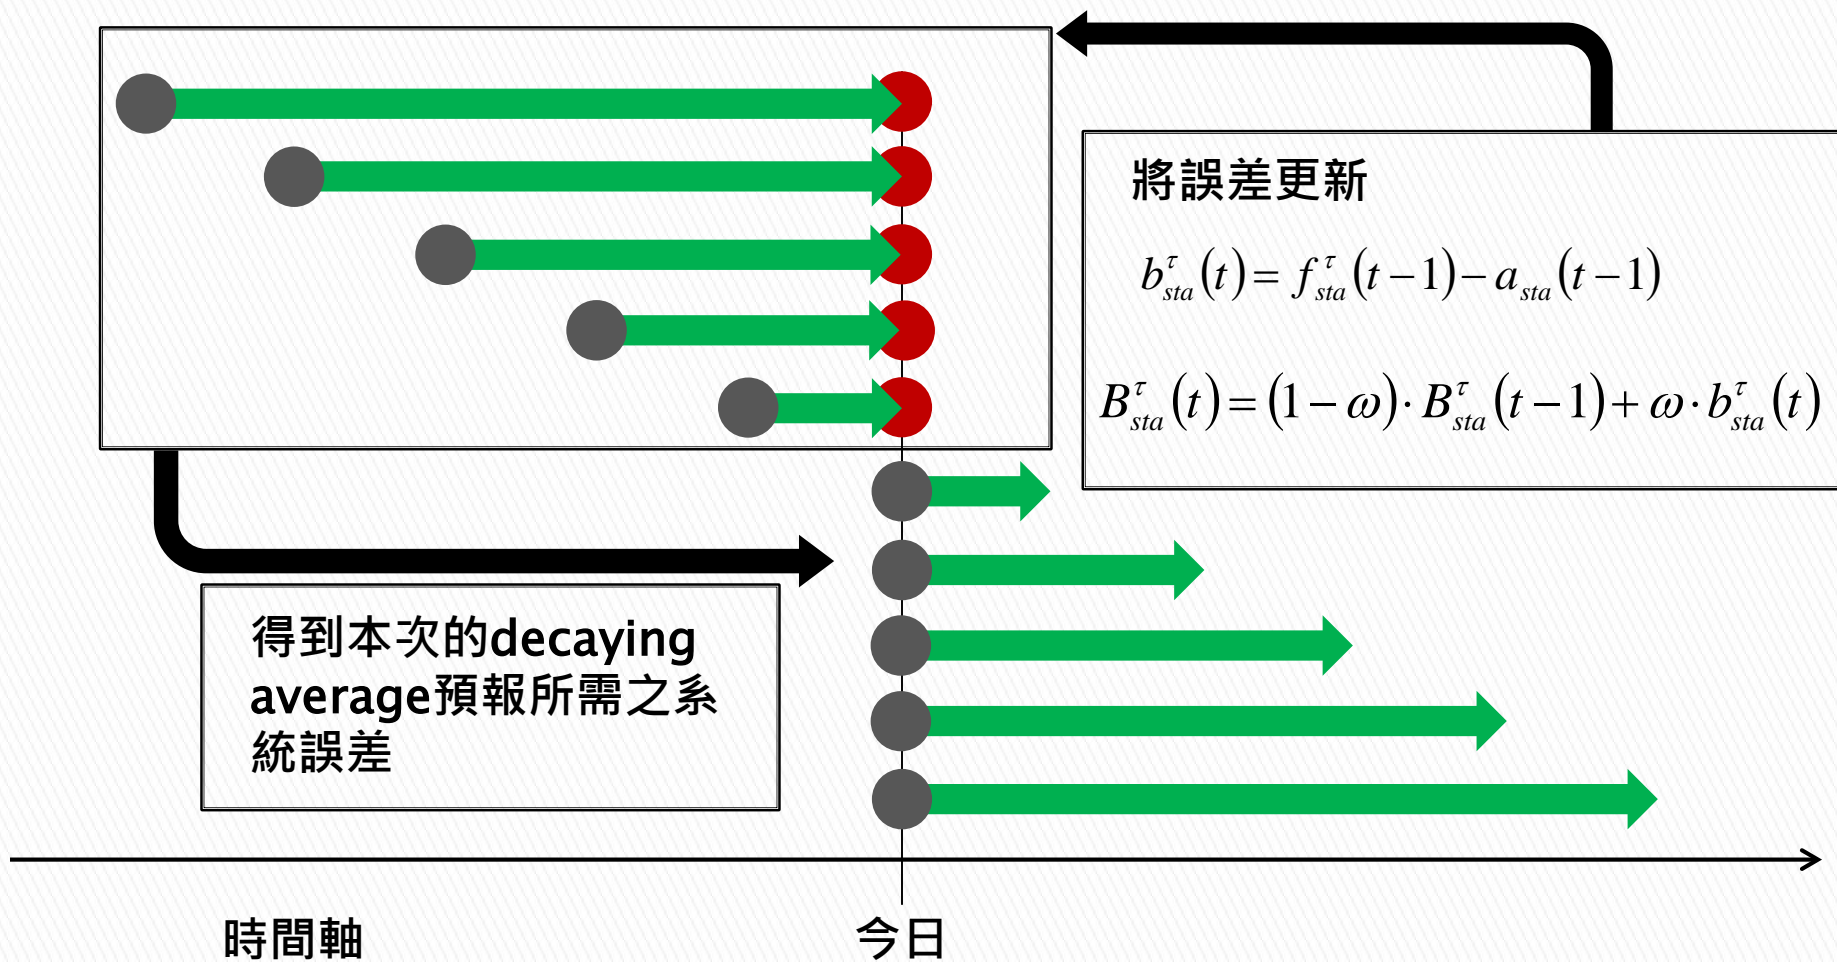 將誤差更新
b^τ_sta(t) = f^τ_sta(t−1) − a_sta(t−1)
B^τ_sta(t) = (1−ω)·B^τ_sta(t−1) + ω·b^τ_sta(t)
得到本次的decaying
average預報所需之系
統誤差
時間軸
今日